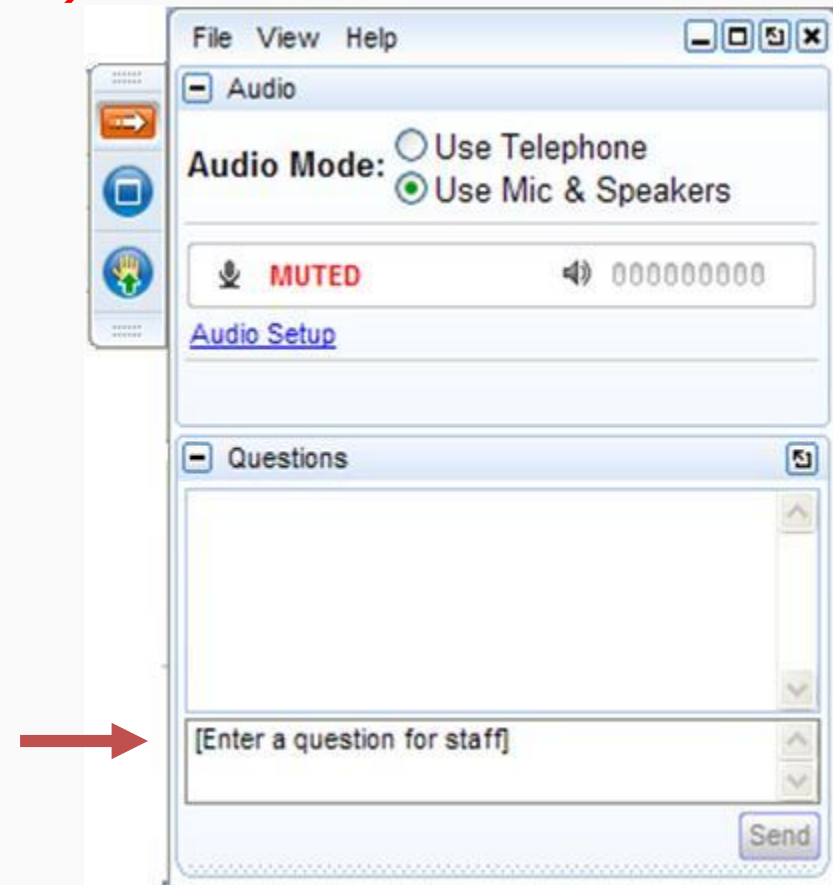 File View Help
Audio
Audio Mode: Use Telephone
Use Mic & Speakers
MUTED 000000000
Audio Setup
Questions
[Enter a question for staff]
Send